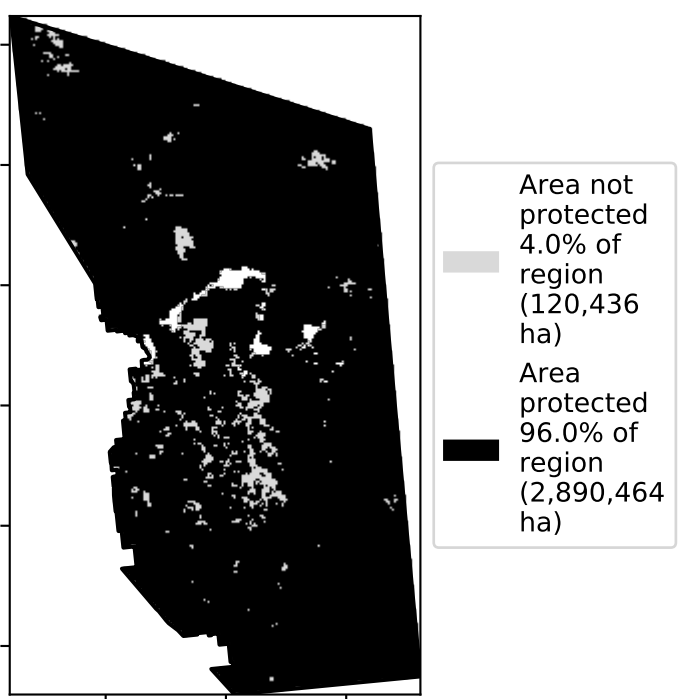 Area not
protected
4.0% of
region
(120,436
ha)
Area
protected
96.0% of
region
(2,890,464
ha)